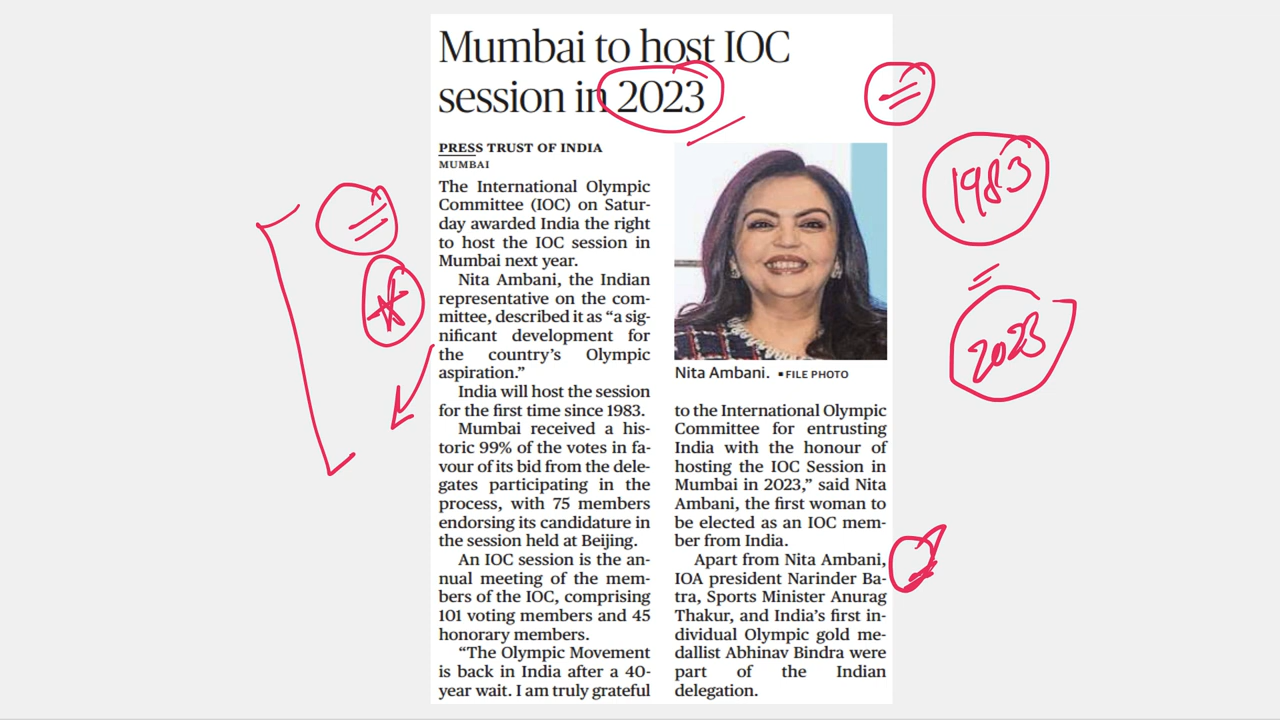 Mumbai to host IOC
session in 2023
PRESS TRUST OF INDIA
MUMBAI
The International Olympic
Committee (IOC) on Satur-
day awarded India the right
to host the IOC session in
Mumbai next year.
Nita Ambani, the Indian
representative on the com-
mittee, described it as “a sig-
nificant development for
the country’s Olympic
aspiration.”
India will host the session
for the first time since 1983.
Mumbai received a his-
toric 99% of the votes in fa-
vour of its bid from the dele-
gates participating in the
process, with 75 members
endorsing its candidature in
the session held at Beijing.
An IOC session is the an-
nual meeting of the mem-
bers of the IOC, comprising
101 voting members and 45
honorary members.
“The Olympic Movement
is back in India after a 40-
year wait. I am truly grateful
Nita Ambani. ▪ FILE PHOTO
to the International Olympic
Committee for entrusting
India with the honour of
hosting the IOC Session in
Mumbai in 2023,” said Nita
Ambani, the first woman to
be elected as an IOC mem-
ber from India.
Apart from Nita Ambani,
IOA president Narinder Ba-
tra, Sports Minister Anurag
Thakur, and India’s first in-
dividual Olympic gold me-
dallist Abhinav Bindra were
part of the Indian
delegation.
1983
2023